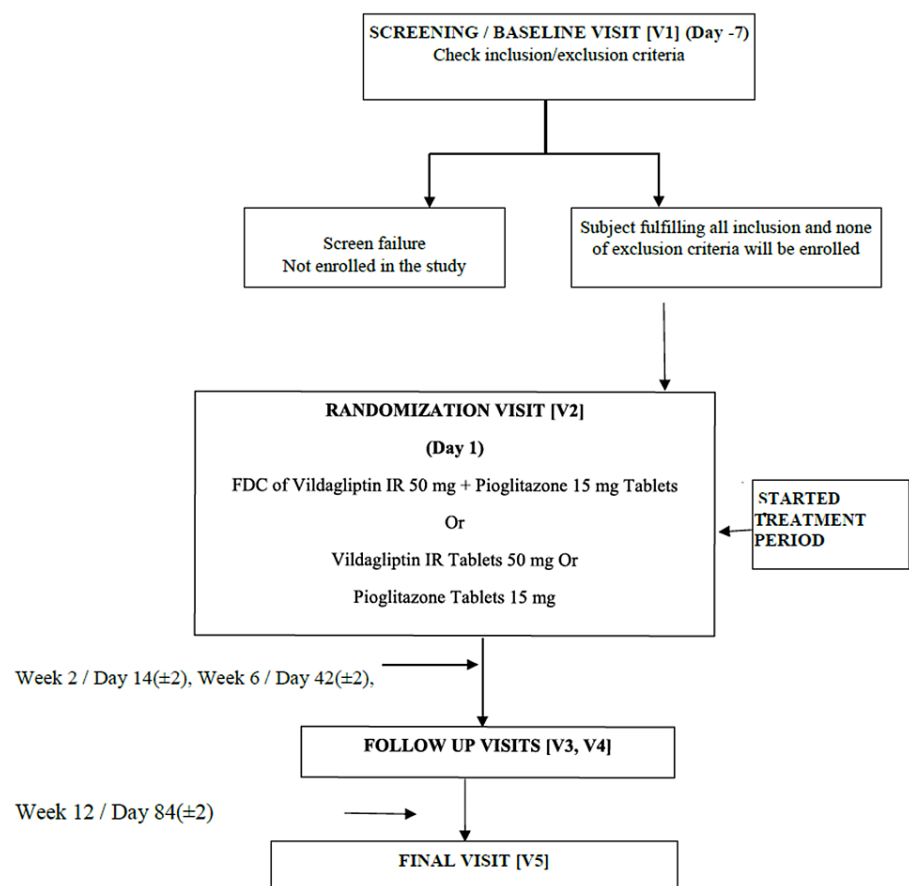 SCREENING / BASELINE VISIT [V1] (Day -7)
Check inclusion/exclusion criteria
Screen failure
Not enrolled in the study
Subject fulfilling all inclusion and none
of exclusion criteria will be enrolled
RANDOMIZATION VISIT [V2]
(Day 1)
FDC of Vildagliptin IR 50 mg + Pioglitazone 15 mg Tablets
Or
Vildagliptin IR Tablets 50 mg Or
Pioglitazone Tablets 15 mg
STARTED
TREATMENT
PERIOD
Week 2 / Day 14(±2), Week 6 / Day 42(±2),
FOLLOW UP VISITS [V3, V4]
Week 12 / Day 84(±2)
FINAL VISIT [V5]